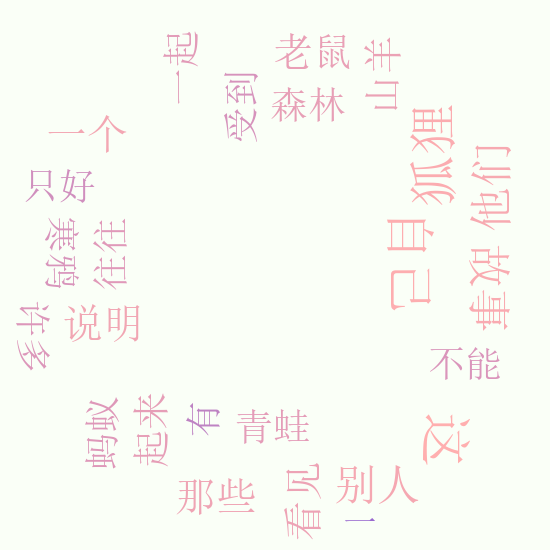 一起
老鼠
山羊
受到
森林
一个
狐狸
们他
只好
自己
寒鸦
往往
故事
许多
说明
不能
蚂蚁
起来
有
青蛙
这
那些
看见
别人
一